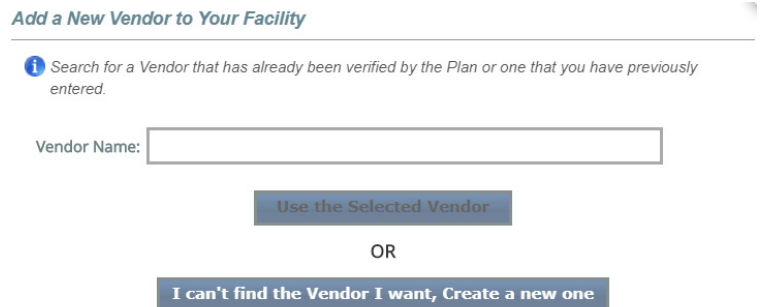 Add a New Vendor to Your Facility
Search for a Vendor that has already been verified by the Plan or one that you have previously
entered.
Vendor Name:
Use the Selected Vendor
OR
I can't find the Vendor I want, Create a new one